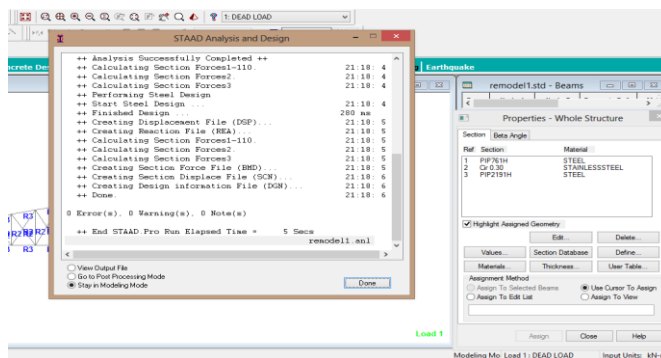 1: DEAD LOAD
STAAD Analysis and Design
++ Analysis Successfully Completed ++
++ Calculating Section Forces1-110. 21:18: 4
++ Calculating Section Forces2. 21:18: 4
++ Calculating Section Forces3 21:18: 4
++ Performing Steel Design
++ Start Steel Design ... 21:18: 4
++ Finished Design ... 280 ms
++ Creating Displacement File (DSP)... 21:18: 5
++ Creating Reaction File (REA)... 21:18: 5
++ Calculating Section Forces1-110. 21:18: 5
++ Calculating Section Forces2. 21:18: 5
++ Calculating Section Forces3 21:18: 5
++ Creating Section Force File (BMD)... 21:18: 5
++ Creating Section Displace File (SCN)... 21:18: 6
++ Creating Design information File (DGN)... 21:18: 6
++ Done. 21:18: 6
0 Error(s), 0 Warning(s), 0 Note(s)
++ End STAAD.Pro Run Elapsed Time = 5 Secs
remodel1.anl
View Output File
Go to Post Processing Mode
Stay in Modeling Mode
Done
Earthquake
remodel1.std - Beams
Properties - Whole Structure
Section Beta Angle
Ref Section Material
1 PIP761H STEEL
2 Cir 0.30 STAINLESSSTEEL
3 PIP2191H STEEL
Highlight Assigned Geometry
Edit... Delete...
Values... Section Database Define...
Materials... Thickness... User Table...
Assignment Method
Assign To Selected Beams Use Cursor To Assign
Assign To Edit List Assign To View
Assign Close Help
R3
R3 R3
Load 1
Modeling Mo Load 1 : DEAD LOAD Input Units: